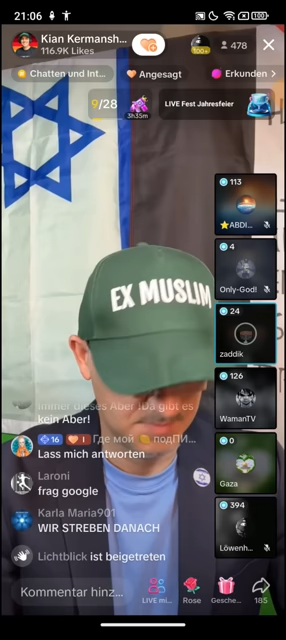 21:06
100
Kian Kermansh...
116.9K Likes
100+
478
Chatten und Int...
Angesagt
Erkunden >
9/28
3h35m
LIVE Fest Jahresfeier
113
⭐ABDI...
4
Only-God!
EX MUSLIM
24
zaddik
126
WamanTV
0
Gaza
394
Löwenh...
Immer dieses Aber !Da gibt es
kein Aber!
16
Где мой 
Lass mich antworten
Laroni
frag google
Karla Maria901
WIR STREBEN DANACH
Lichtblick ist beigetreten
Kommentar hinz...
LIVE mi...
Rose
Gesche...
185